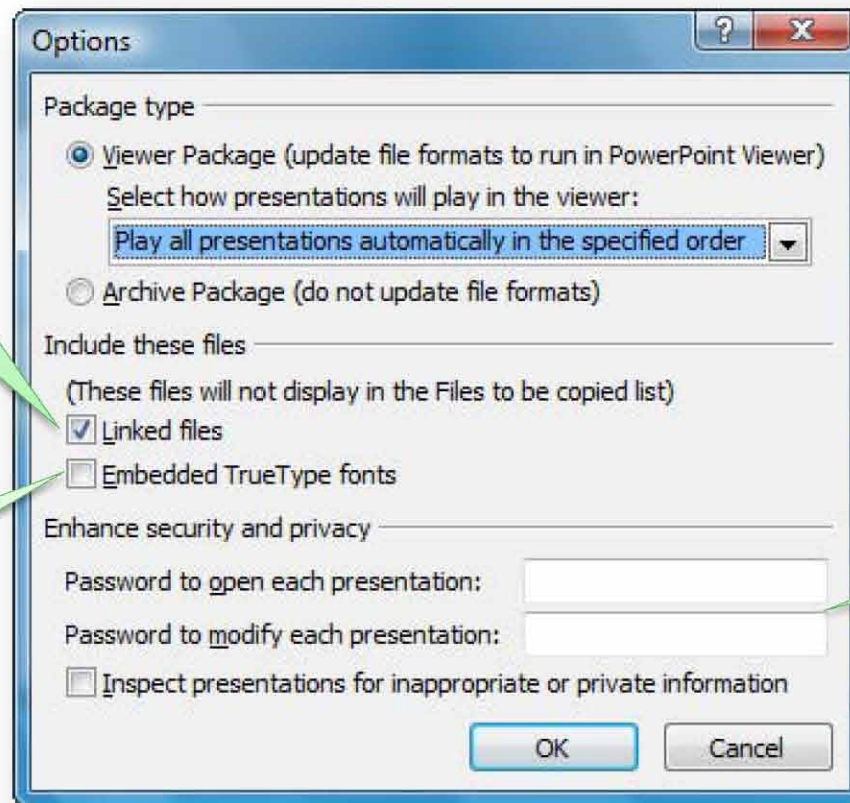 Options
Package type
Viewer Package (update file formats to run in PowerPoint Viewer)
Select how presentations will play in the viewer:
Play all presentations automatically in the specified order
Archive Package (do not update file formats)
Include these files
(These files will not display in the Files to be copied list)
Linked files
Embedded TrueType fonts
Enhance security and privacy
Password to open each presentation:
Password to modify each presentation:
Inspect presentations for inappropriate or private information
OK Cancel